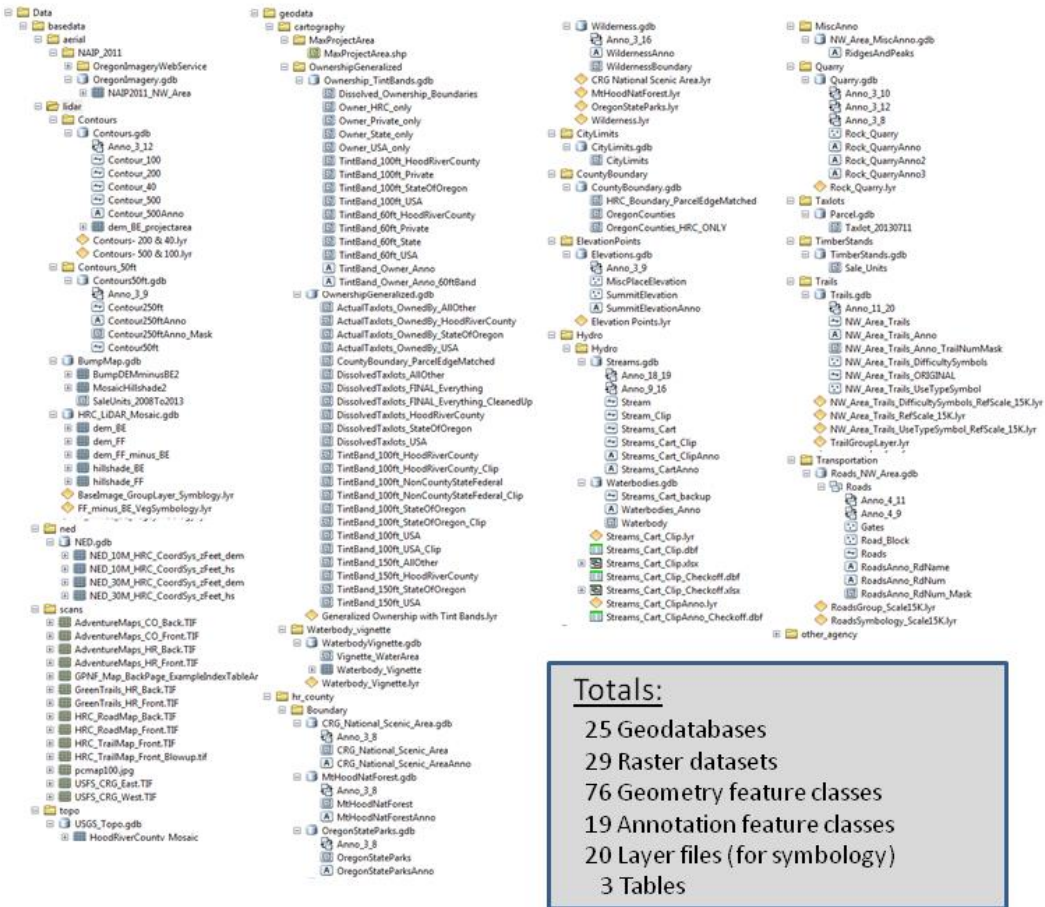 Data
basedata
aerial
NAIP_2011
OregonImageryWebService
OregonImagery.gdb
NAIP2011_NW_Area
lidar
Contours
Contours.gdb
Anno_3_12
Contour_100
Contour_200
Contour_40
Contour_500
Contour_500Anno
dem_BE_projectarea
Contours- 200 & 40.lyr
Contours- 500 & 100.lyr
Contours_50ft
Contours50ft.gdb
Anno_3_9
Contour250ft
Contour250ftAnno
Contour250ftAnno_Mask
Contour50ft
BumpMap.gdb
BumpDEMminusBE2
MosaicHillshade2
SaleUnits_2008To2013
HRC_LiDAR_Mosaic.gdb
dem_BE
dem_FF
dem_FF_minus_BE
hillshade_BE
hillshade_FF
BaseImage_GroupLayer_Symblogy.lyr
FF_minus_BE_VegSymbology.lyr
ned
NED.gdb
NED_10M_HRC_CoordSys_zFeet_dem
NED_10M_HRC_CoordSys_zFeet_hs
NED_30M_HRC_CoordSys_zFeet_dem
NED_30M_HRC_CoordSys_zFeet_hs
scans
AdventureMaps_CO_Back.TIF
AdventureMaps_CO_Front.TIF
AdventureMaps_HR_Back.TIF
AdventureMaps_HR_Front.TIF
GPNF_Map_BackPage_ExampleIndexTableAr
GreenTrails_HR_Back.TIF
GreenTrails_HR_Front.TIF
HRC_RoadMap_Back.TIF
HRC_RoadMap_Front.TIF
HRC_TrailMap_Front.TIF
HRC_TrailMap_Front_Blowup.tif
pcmap100.jpg
USFS_CRG_East.TIF
USFS_CRG_West.TIF
topo
USGS_Topo.gdb
HoodRiverCounty_Mosaic
geodata
cartography
MaxProjectArea
MaxProjectArea.shp
OwnershipGeneralized
Ownership_TintBands.gdb
Dissolved_Ownership_Boundaries
Owner_HRC_only
Owner_Private_only
Owner_State_only
Owner_USA_only
TintBand_100ft_HoodRiverCounty
TintBand_100ft_Private
TintBand_100ft_StateOfOregon
TintBand_100ft_USA
TintBand_60ft_HoodRiverCounty
TintBand_60ft_Private
TintBand_60ft_State
TintBand_60ft_USA
TintBand_Owner_Anno
TintBand_Owner_Anno_60ftBand
OwnershipGeneralized.gdb
ActualTaxlots_OwnedBy_AllOther
ActualTaxlots_OwnedBy_HoodRiverCounty
ActualTaxlots_OwnedBy_StateOfOregon
ActualTaxlots_OwnedBy_USA
CountyBoundary_ParcelEdgeMatched
DissolvedTaxlots_AllOther
DissolvedTaxlots_FINAL_Everything
DissolvedTaxlots_FINAL_Everything_CleanedUp
DissolvedTaxlots_HoodRiverCounty
DissolvedTaxlots_StateOfOregon
DissolvedTaxlots_USA
TintBand_100ft_HoodRiverCounty
TintBand_100ft_HoodRiverCounty_Clip
TintBand_100ft_NonCountyStateFederal
TintBand_100ft_NonCountyStateFederal_Clip
TintBand_100ft_StateOfOregon
TintBand_100ft_StateOfOregon_Clip
TintBand_100ft_USA
TintBand_100ft_USA_Clip
TintBand_150ft_AllOther
TintBand_150ft_HoodRiverCounty
TintBand_150ft_StateOfOregon
TintBand_150ft_USA
Generalized Ownership with Tint Bands.lyr
Waterbody_vignette
WaterbodyVignette.gdb
Vignette_WaterArea
Waterbody_Vignette
Waterbody_Vignette.lyr
hr_county
Boundary
CRG_National_Scenic_Area.gdb
Anno_3_8
CRG_National_Scenic_Area
CRG_National_Scenic_AreaAnno
MtHoodNatForest.gdb
Anno_3_8
MtHoodNatForest
MtHoodNatForestAnno
OregonStateParks.gdb
Anno_3_8
OregonStateParks
OregonStateParksAnno
Wilderness.gdb
Anno_3_16
WildernessAnno
WildernessBoundary
CRG National Scenic Area.lyr
MtHoodNatForest.lyr
OregonStateParks.lyr
Wilderness.lyr
CityLimits
CityLimits.gdb
CityLimits
CountyBoundary
CountyBoundary.gdb
HRC_Boundary_ParcelEdgeMatched
OregonCounties
OregonCounties_HRC_ONLY
ElevationPoints
Elevations.gdb
Anno_3_9
MiscPlaceElevation
SummitElevation
SummitElevationAnno
Elevation Points.lyr
Hydro
Hydro
Streams.gdb
Anno_18_19
Anno_9_16
Stream
Stream_Clip
Streams_Cart
Streams_Cart_Clip
Streams_Cart_ClipAnno
Streams_CartAnno
Waterbodies.gdb
Streams_Cart_backup
Waterbodies_Anno
Waterbody
Streams_Cart_Clip.lyr
Streams_Cart_Clip.dbf
Streams_Cart_Clip.xlsx
Streams_Cart_Clip_Checkoff.dbf
Streams_Cart_Clip_Checkoff.xlsx
Streams_Cart_ClipAnno.lyr
Streams_Cart_ClipAnno_Checkoff.dbf
MiscAnno
NW_Area_MiscAnno.gdb
RidgesAndPeaks
Quarry
Quarry.gdb
Anno_3_10
Anno_3_12
Anno_3_8
Rock_Quarry
Rock_QuarryAnno
Rock_QuarryAnno2
Rock_QuarryAnno3
Rock_Quarry.lyr
Taxlots
Parcel.gdb
Taxlot_20130711
TimberStands
TimberStands.gdb
Sale_Units
Trails
Trails.gdb
Anno_11_20
NW_Area_Trails
NW_Area_Trails_Anno
NW_Area_Trails_Anno_TrailNumMask
NW_Area_Trails_DifficultySymbols
NW_Area_Trails_ORIGINAL
NW_Area_Trails_UseTypeSymbol
NW_Area_Trails_DifficultySymbols_RefScale_15K.lyr
NW_Area_Trails_RefScale_15K.lyr
NW_Area_Trails_UseTypeSymbol_RefScale_15K.lyr
TrailGroupLayer.lyr
Transportation
Roads_NW_Area.gdb
Roads
Anno_4_11
Anno_4_9
Gates
Road_Block
Roads
RoadsAnno_RdName
RoadsAnno_RdNum
RoadsAnno_RdNum_Mask
RoadsGroup_Scale15K.lyr
RoadsSymbology_Scale15K.lyr
other_agency
Totals:
25 Geodatabases
29 Raster datasets
76 Geometry feature classes
19 Annotation feature classes
20 Layer files (for symbology)
3 Tables